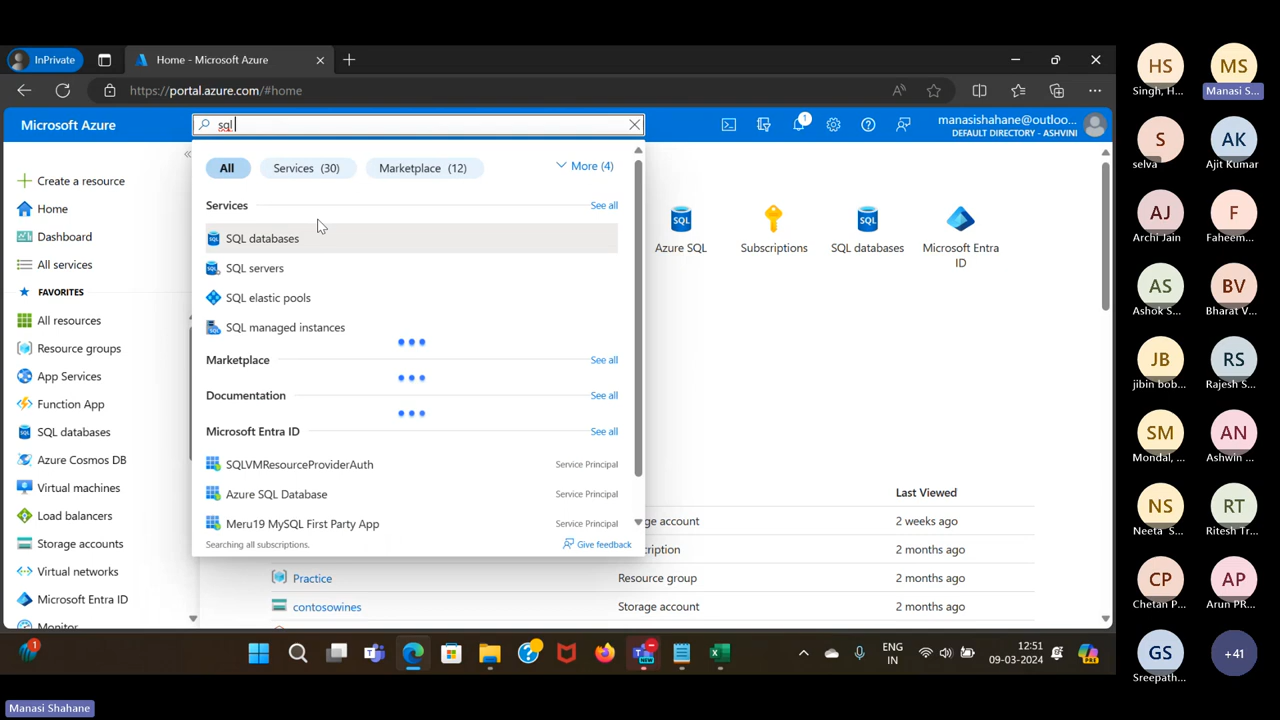 InPrivate
Home - Microsoft Azure
https://portal.azure.com/#home
Microsoft Azure
sql
manasishahane@outloo...
DEFAULT DIRECTORY - ASHVINI
1
All
Services (30)
Marketplace (12)
More (4)
Services
See all
SQL databases
SQL servers
SQL elastic pools
SQL managed instances
Marketplace
See all
Documentation
See all
Microsoft Entra ID
See all
SQLVMResourceProviderAuth
Service Principal
Azure SQL Database
Service Principal
Meru19 MySQL First Party App
Service Principal
Searching all subscriptions.
Give feedback
Create a resource
Home
Dashboard
All services
FAVORITES
All resources
Resource groups
App Services
Function App
SQL databases
Azure Cosmos DB
Virtual machines
Load balancers
Storage accounts
Virtual networks
Microsoft Entra ID
Monitor
SQL
Azure SQL
Subscriptions
SQL
SQL databases
Microsoft Entra
ID
Last Viewed
ge account
2 weeks ago
cription
2 months ago
Practice
Resource group
2 months ago
contosowines
Storage account
2 months ago
1
NEW
ENG
IN
12:51
09-03-2024
PRE
HS
Singh, H...
MS
Manasi S...
S
selva
AK
Ajit Kumar
AJ
Archi Jain
F
Faheem...
AS
Ashok S...
BV
Bharat V...
JB
jibin bob...
RS
Rajesh S...
SM
Mondal, ...
AN
Ashwin ...
NS
Neeta S...
RT
Ritesh Tr...
CP
Chetan P...
AP
Arun PR...
GS
Sreepath...
+41
Manasi Shahane